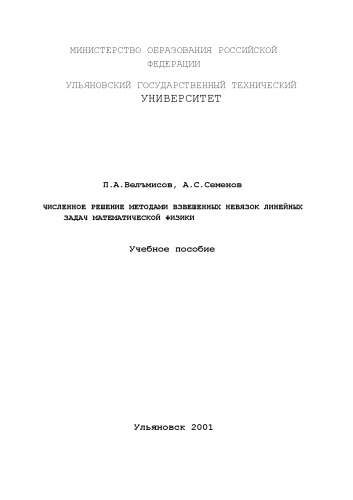 МИНИСТЕРСТВО ОБРАЗОВАНИЯ РОССИЙСКОЙ
ФЕДЕРАЦИИ
УЛЬЯНОВСКИЙ ГОСУДАРСТВЕННЫЙ ТЕХНИЧЕСКИЙ
УНИВЕРСИТЕТ
П.А.Велъмисов, А.С.Семенов
ЧИСЛЕННОЕ РЕШЕНИЕ МЕТОДАМИ ВЗВЕШЕННЫХ НЕВЯЗОК ЛИНЕЙНЫХ
ЗАДАЧ МАТЕМАТИЧЕСКОЙ ФИЗИКИ
Учебное пособие
Ульяновск 2001